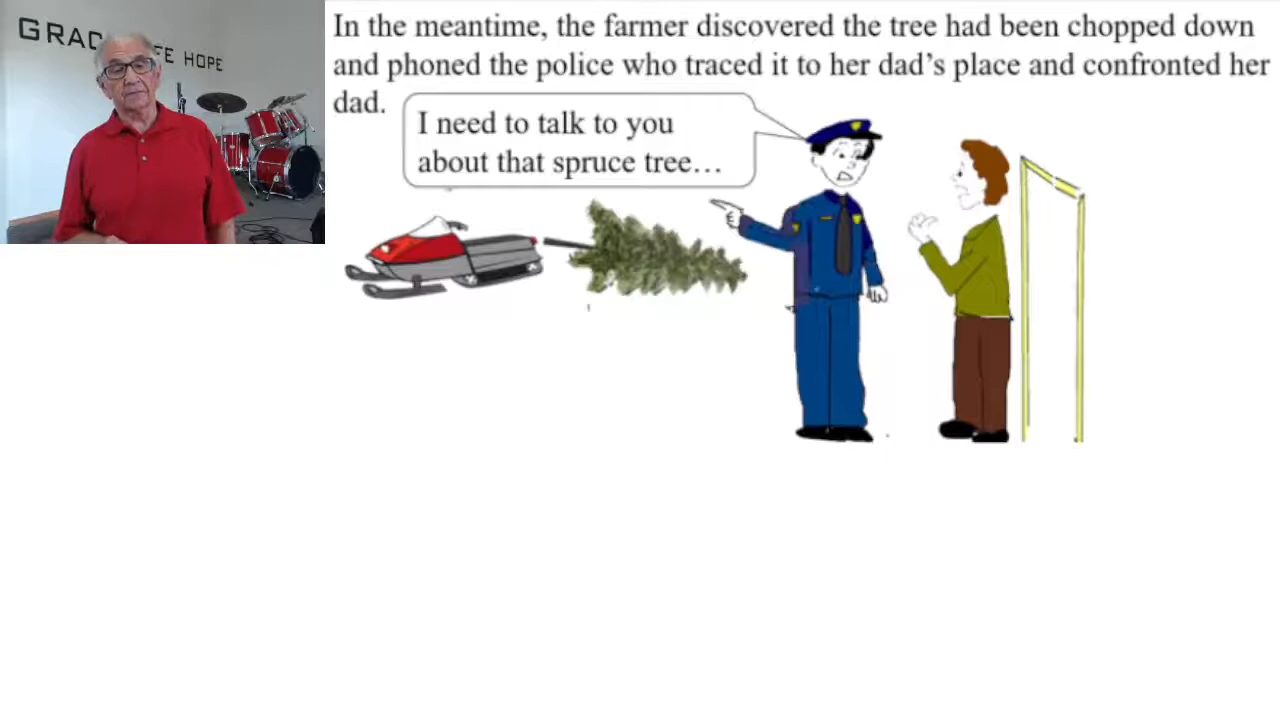 GRAC FE HOPE
In the meantime, the farmer discovered the tree had been chopped down
and phoned the police who traced it to her dad’s place and confronted her
dad.
I need to talk to you
about that spruce tree…